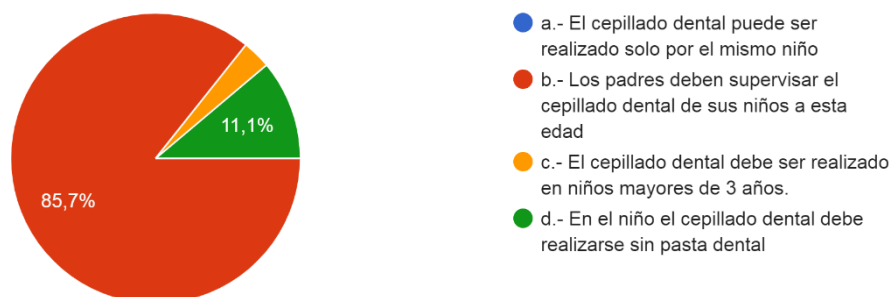 85,7%
11,1%
a.- El cepillado dental puede ser
realizado solo por el mismo niño
b.- Los padres deben supervisar el
cepillado dental de sus niños a esta
edad
c.- El cepillado dental debe ser realizado
en niños mayores de 3 años.
d.- En el niño el cepillado dental debe
realizarse sin pasta dental